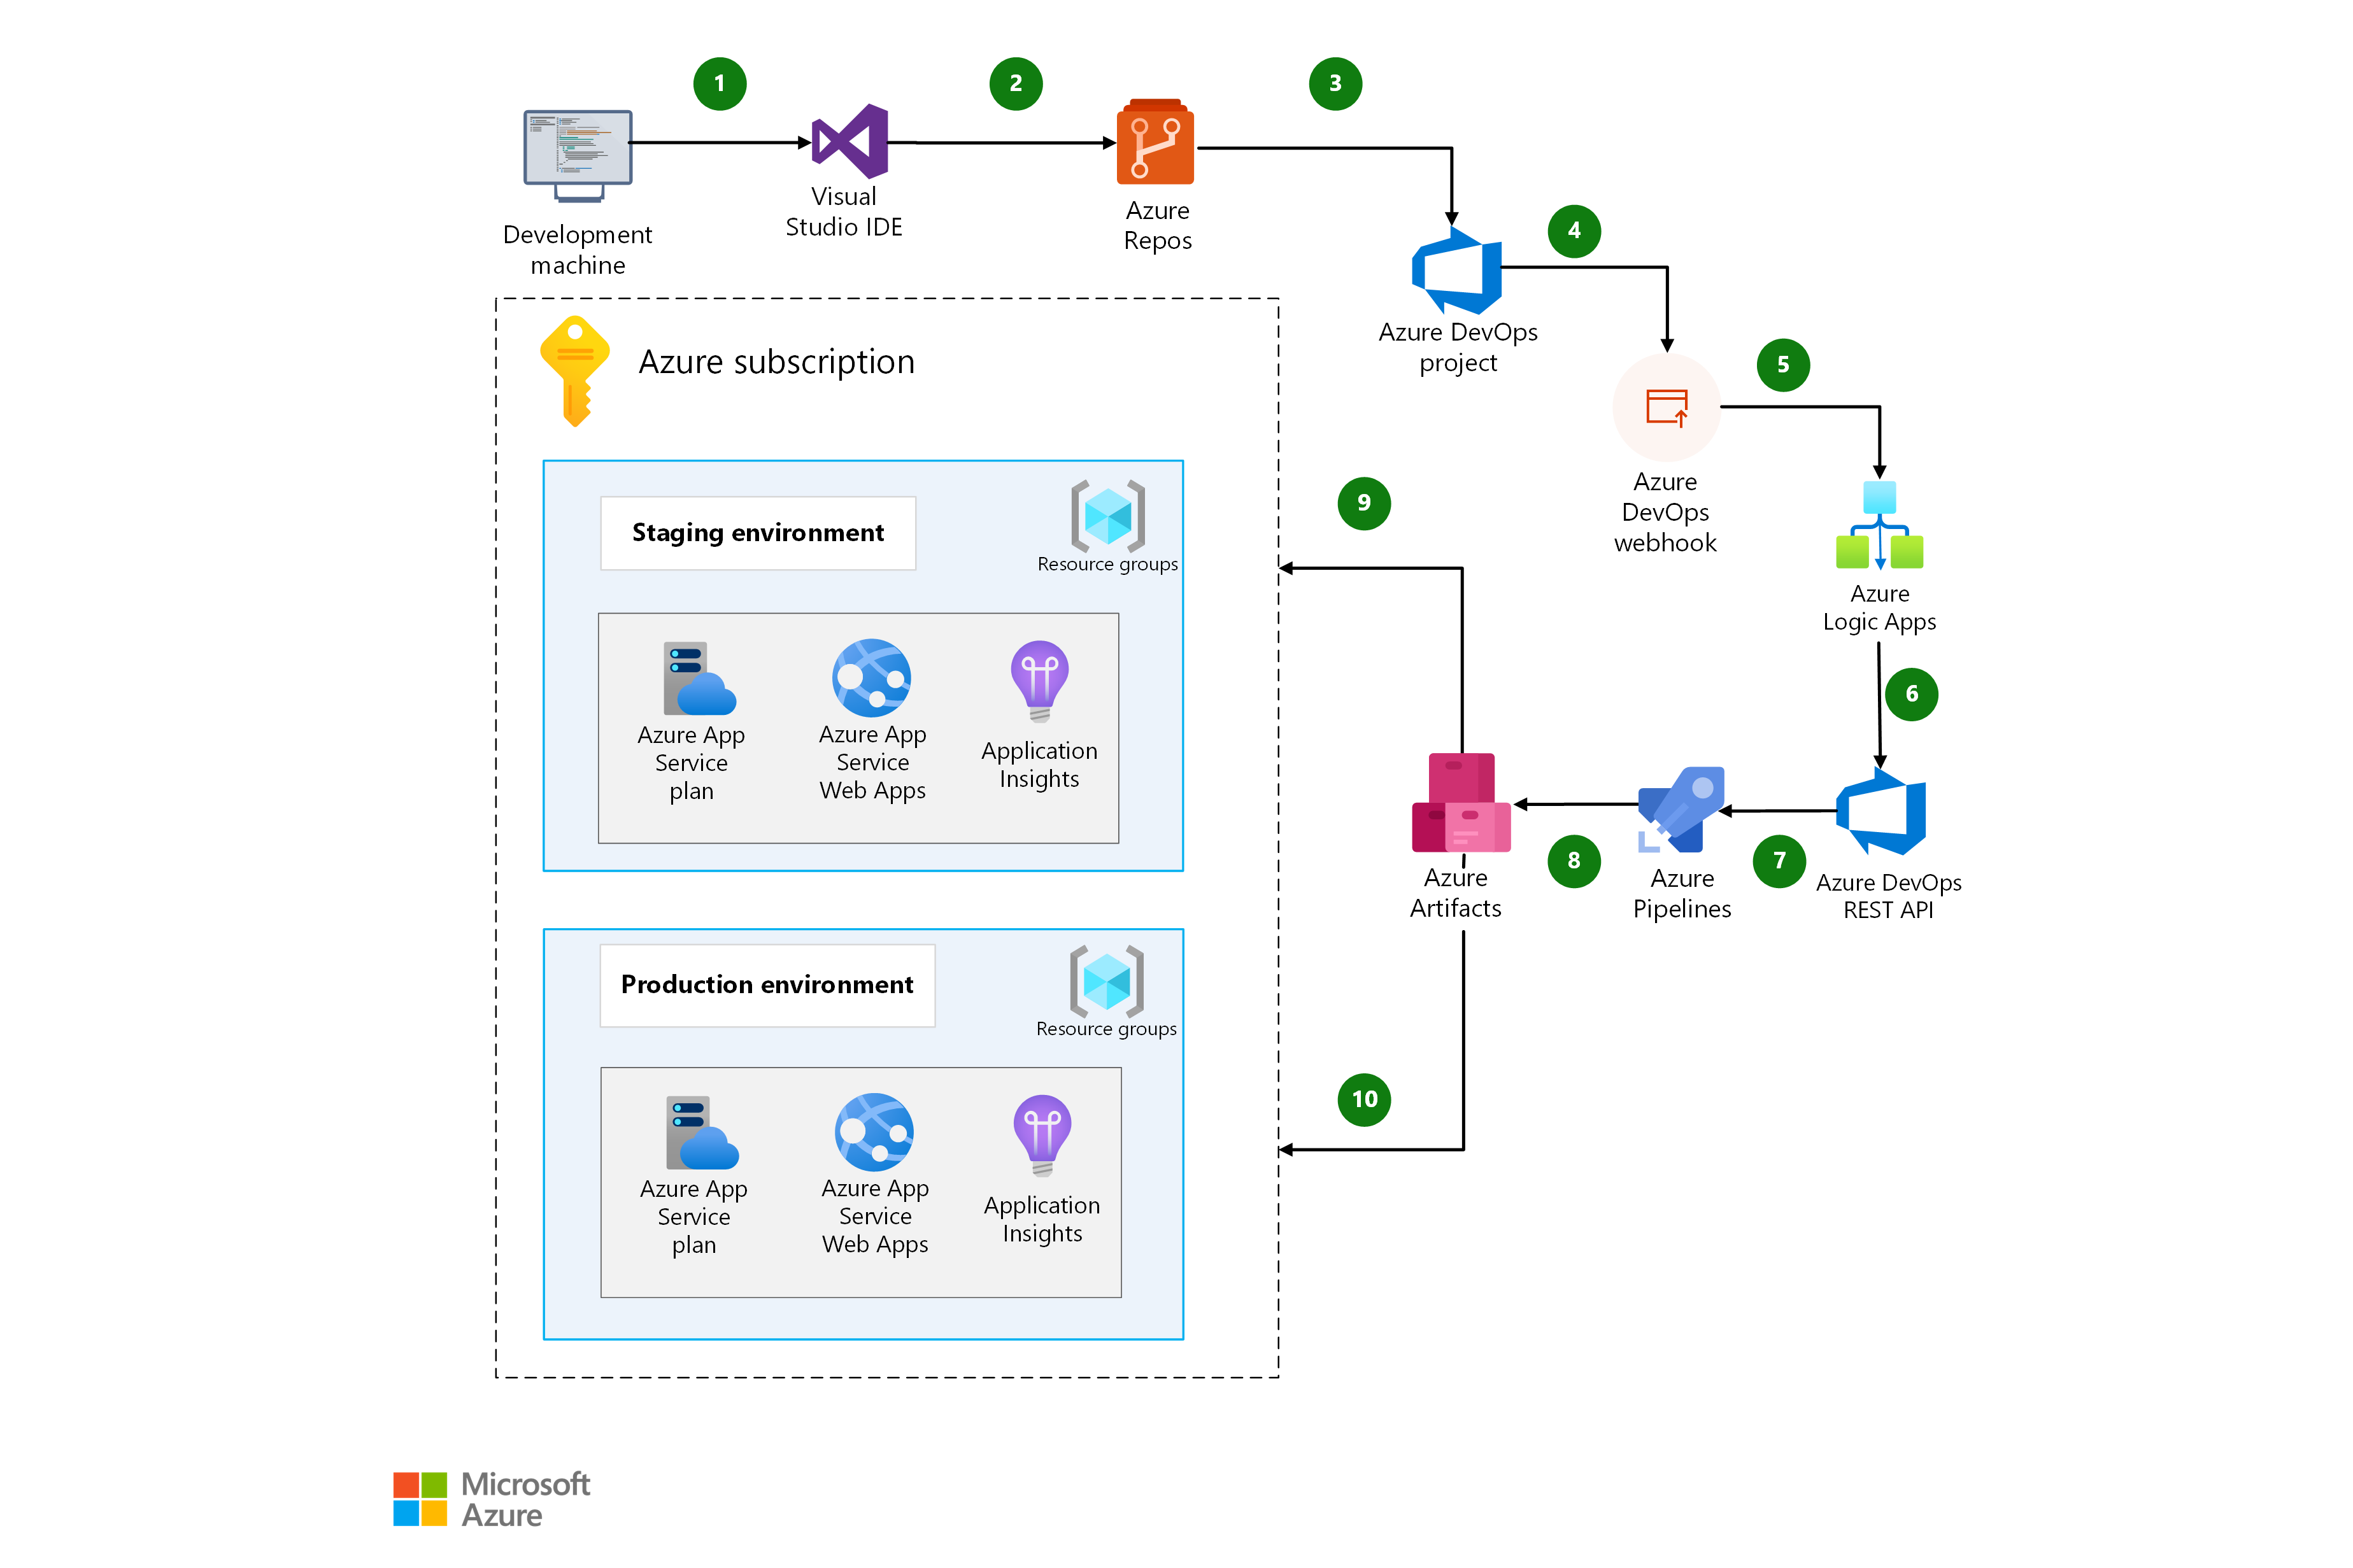 1
2
3
Development
machine
Visual
Studio IDE
Azure
Repos
4
Azure DevOps
project
5
Azure
DevOps
webhook
Azure
Logic Apps
6
Azure DevOps
REST API
7
Azure
Pipelines
8
Azure
Artifacts
9
10
Azure subscription
Staging environment
Resource groups
Azure App
Service
plan
Azure App
Service
Web Apps
Application
Insights
Production environment
Resource groups
Azure App
Service
plan
Azure App
Service
Web Apps
Application
Insights
Microsoft
Azure